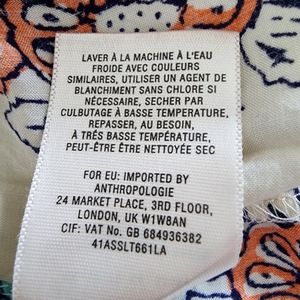 LAVER À LA MACHINE À L'EAU
FROIDE AVEC COULEURS
SIMILAIRES, UTILISER UN AGENT DE
BLANCHIMENT SANS CHLORE SI
NÉCESSAIRE, SECHER PAR
CULBUTAGE À BASSE TEMPERATURE,
REPASSER, AU BESOIN,
À TRÉS BASSE TEMPÉRATURE,
PEUT-ÊTRE ÊTRE NETTOYÉE SEC
FOR EU: IMPORTED BY
ANTHROPOLOGIE
24 MARKET PLACE, 3RD FLOOR,
LONDON, UK W1W8AN
CIF: VAT No. GB 684936382
41ASSLT661LA